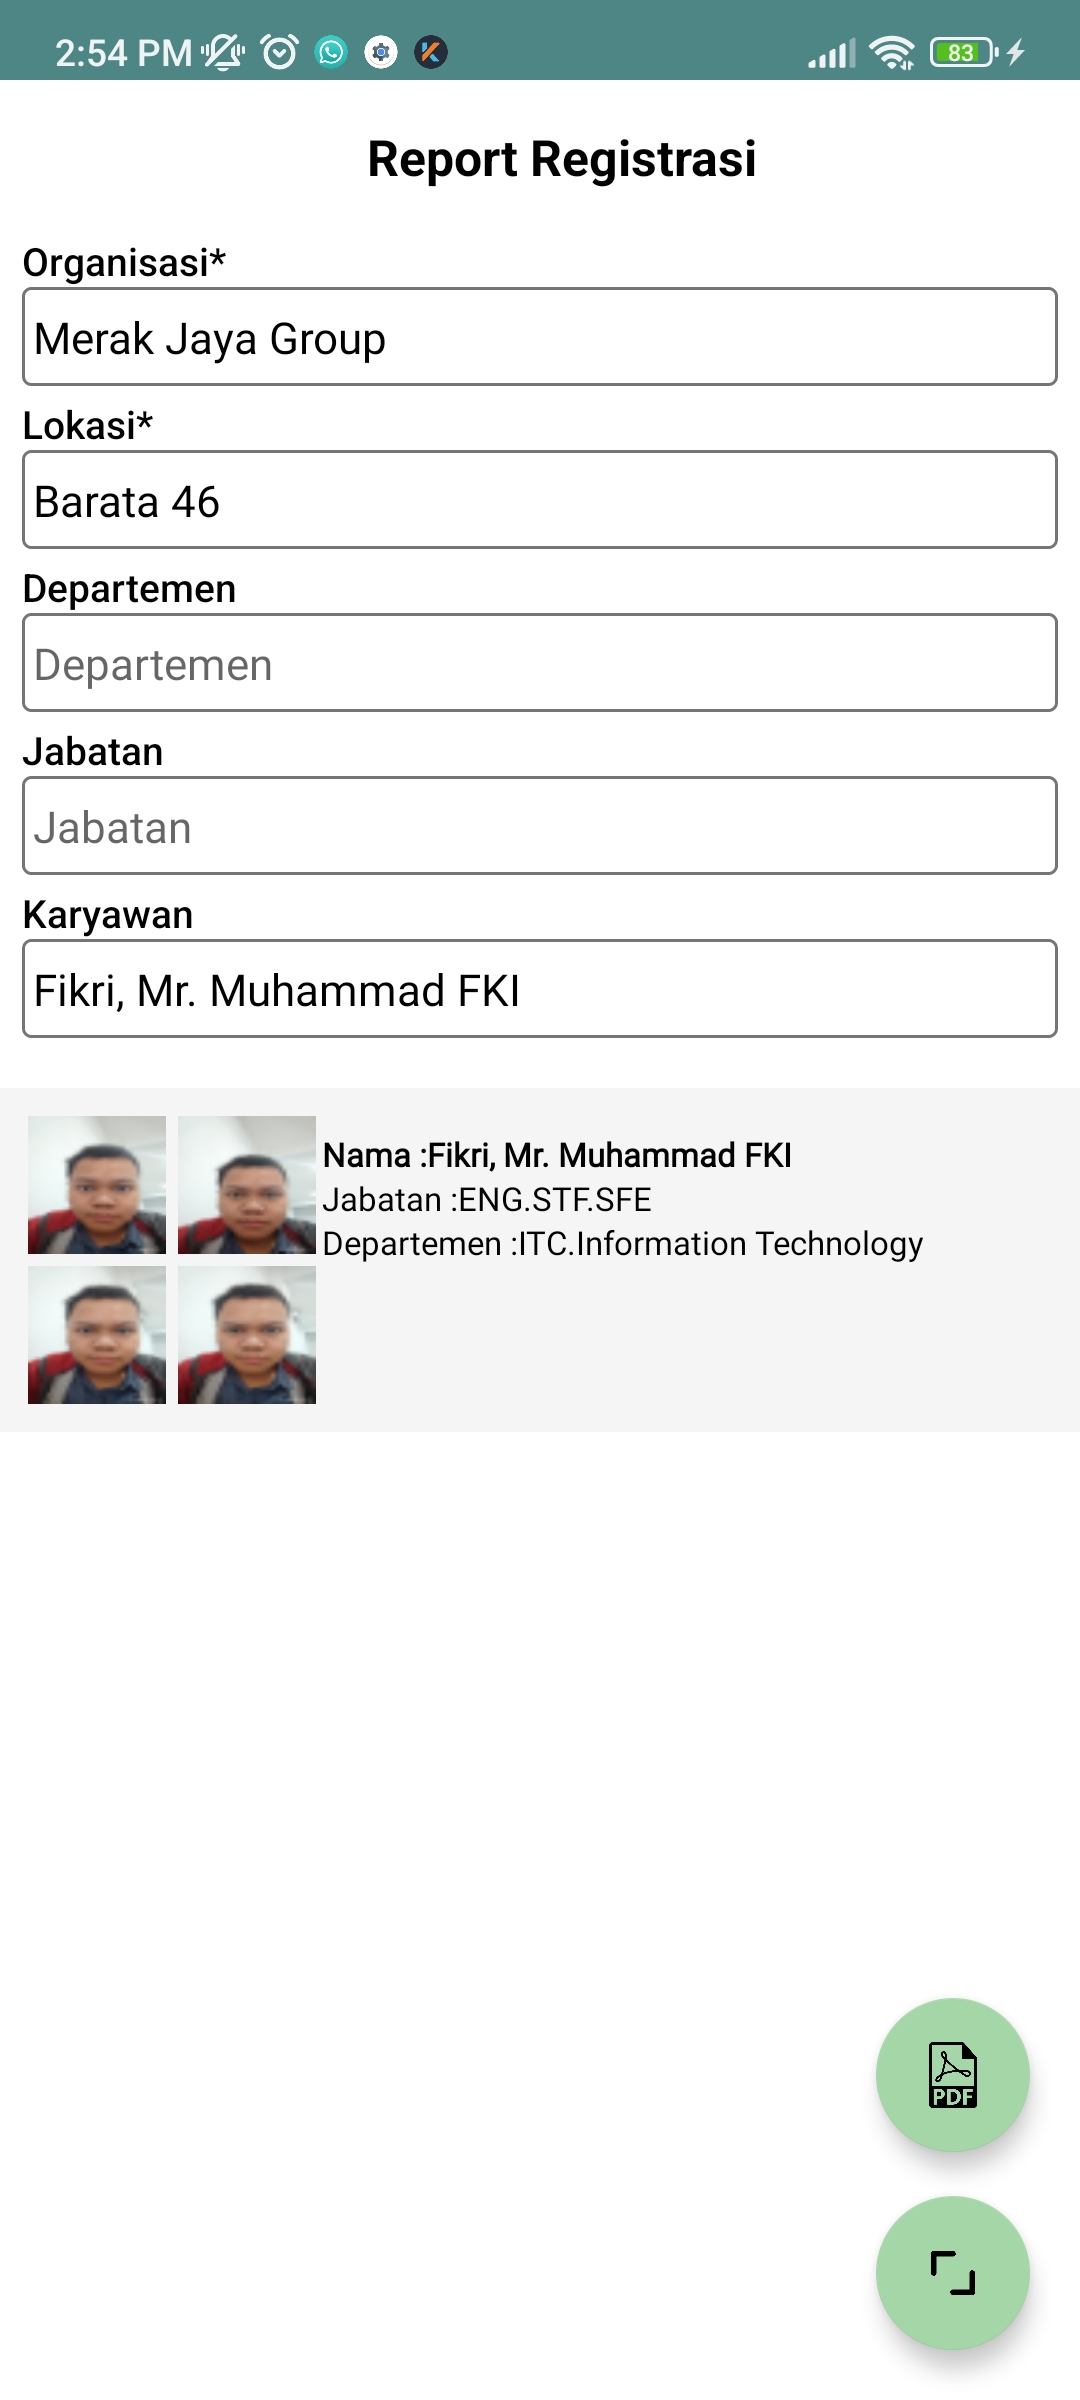 2:54 PM
83
Report Registrasi
Organisasi*
Merak Jaya Group
Lokasi*
Barata 46
Departemen
Departemen
Jabatan
Jabatan
Karyawan
Fikri, Mr. Muhammad FKI
Nama :Fikri, Mr. Muhammad FKI
Jabatan :ENG.STF.SFE
Departemen :ITC.Information Technology
PDF